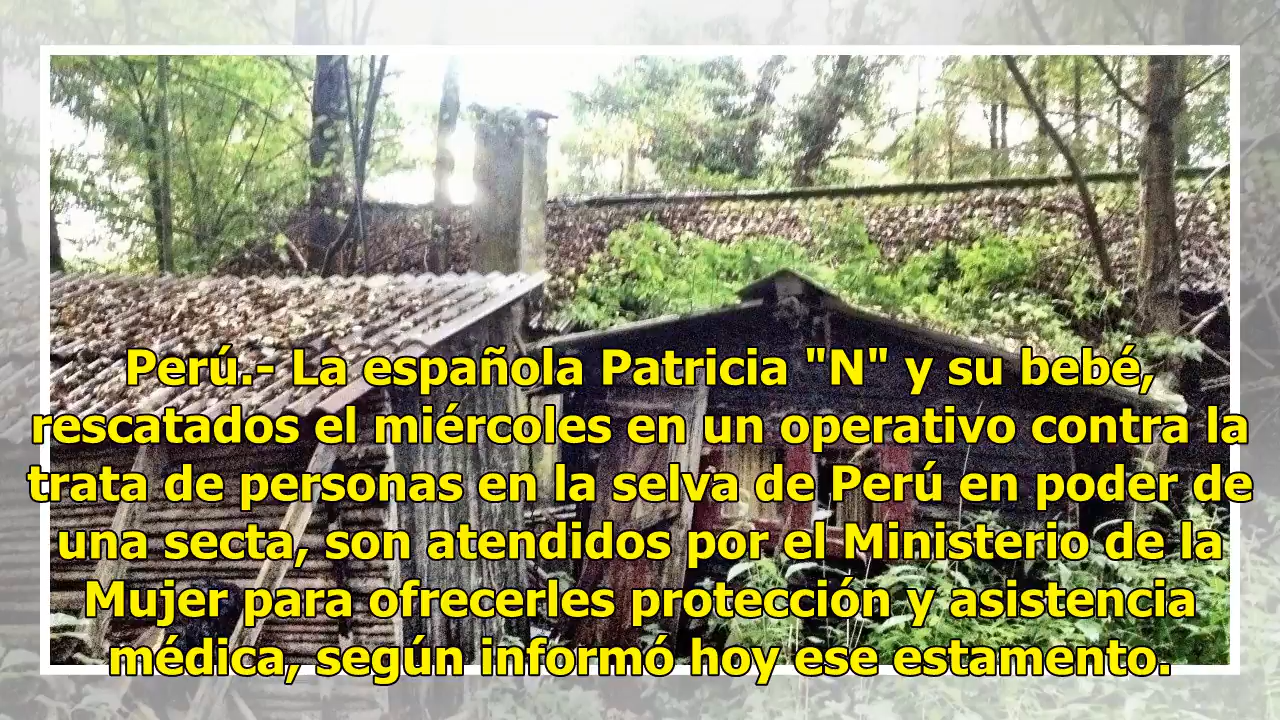 Perú.- La española Patricia "N" y su bebé,
rescatados el miércoles en un operativo contra la
trata de personas en la selva de Perú en poder de
una secta, son atendidos por el Ministerio de la
Mujer para ofrecerles protección y asistencia
médica, según informó hoy ese estamento.